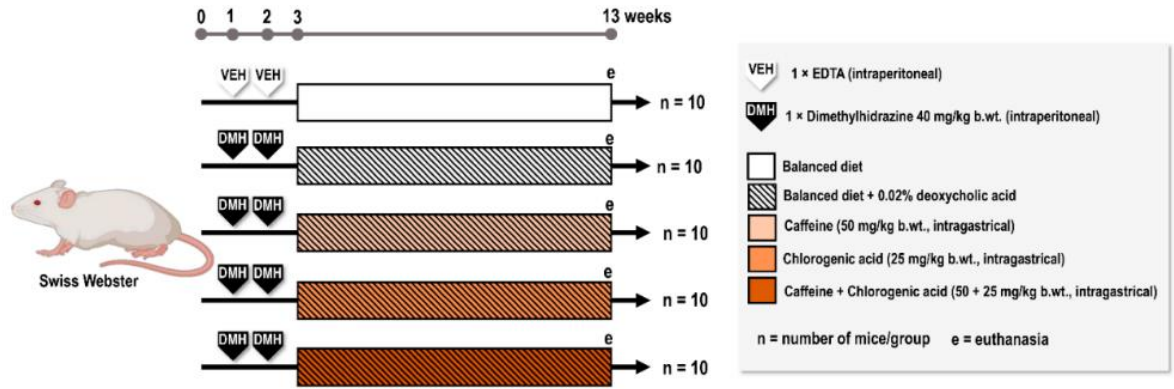 0 1 2 3 13 weeks
VEH VEH e
n = 10
DMH DMH e
n = 10
DMH DMH e
n = 10
DMH DMH e
n = 10
DMH DMH e
n = 10
Swiss Webster
VEH 1 × EDTA (intraperitoneal)
DMH 1 × Dimethylhidrazine 40 mg/kg b.wt. (intraperitoneal)
Balanced diet
Balanced diet + 0.02% deoxycholic acid
Caffeine (50 mg/kg b.wt., intragastrical)
Chlorogenic acid (25 mg/kg b.wt., intragastrical)
Caffeine + Chlorogenic acid (50 + 25 mg/kg b.wt., intragastrical)
n = number of mice/group e = euthanasia